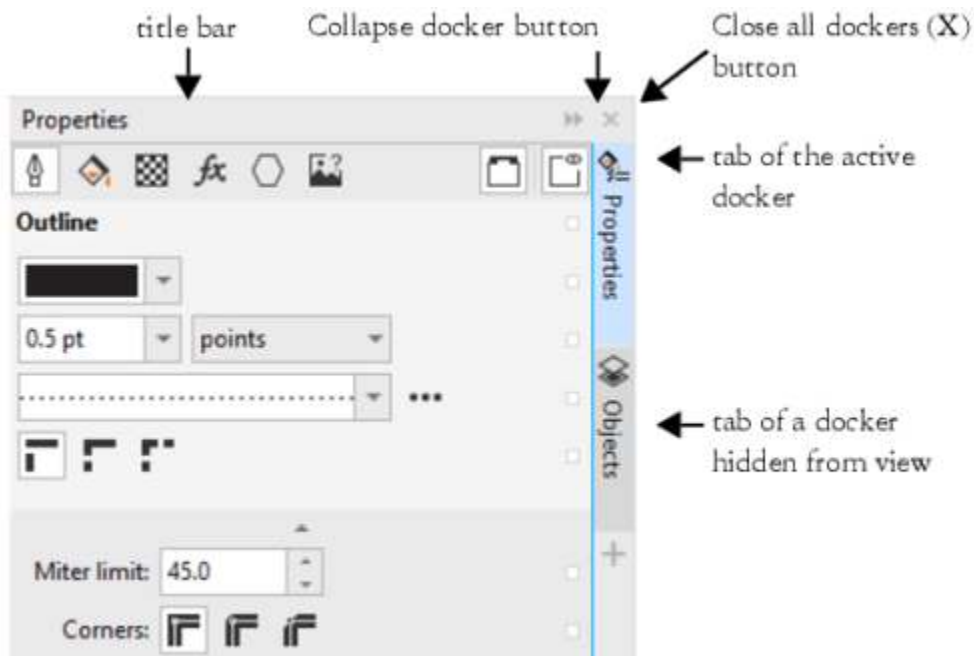 title bar
Collapse docker button
Close all dockers (X)
button
Properties
fx
tab of the active
docker
Properties
Outline
0.5 pt
points
tab of a docker
hidden from view
Objects
Miter limit: 45.0
Corners: